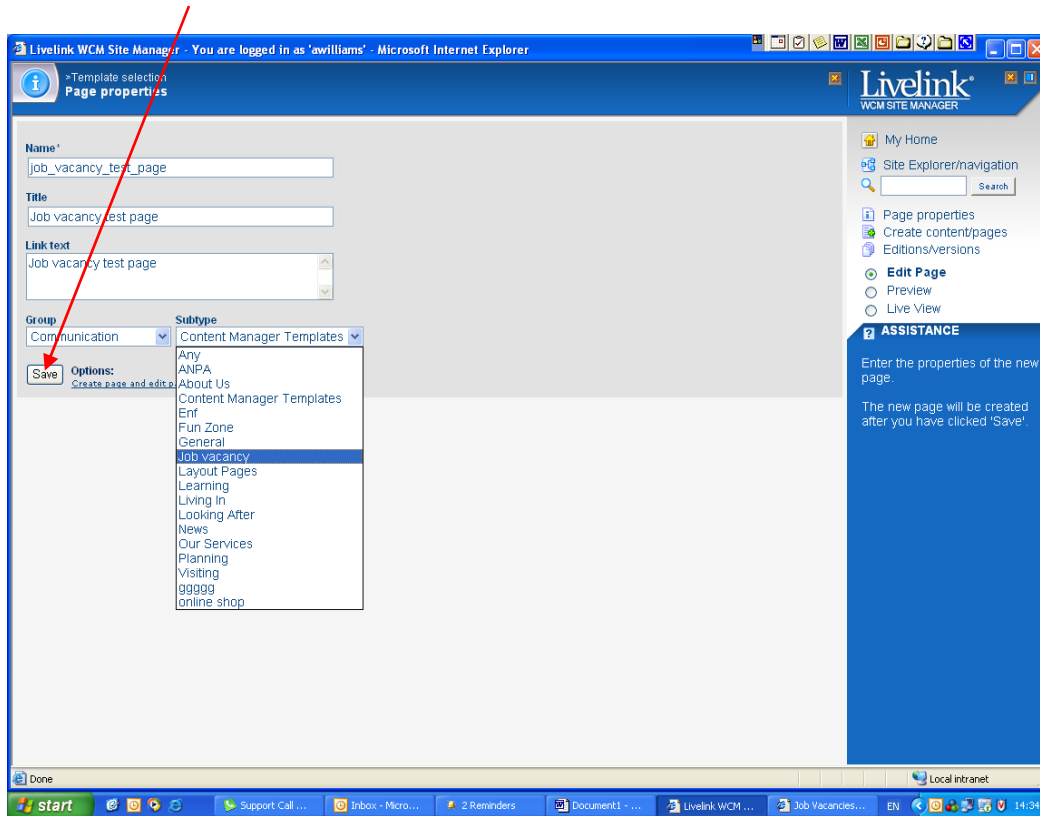 Livelink WCM Site Manager - You are logged in as 'awilliams' - Microsoft Internet Explorer
>Template selection
Page properties
Name*
job_vacancy_test_page
Title
Job vacancy test page
Link text
Job vacancy test page
Group
Subtype
Communication
Content Manager Templates
Any
ANPA
About Us
Content Manager Templates
Enf
Fun Zone
General
Job vacancy
Layout Pages
Learning
Living In
Looking After
News
Our Services
Planning
Visiting
ggggg
online shop
Save
Options:
Create page and edit p
Livelink
WCM SITE MANAGER
My Home
Site Explorer/navigation
Search
Page properties
Create content/pages
Editions/versions
Edit Page
Preview
Live View
ASSISTANCE
Enter the properties of the new
page.
The new page will be created
after you have clicked 'Save'.
Done
Local intranet
start
Support Call ...
Inbox - Micro...
2 Reminders
Document1 - ...
Livelink WCM ...
Job Vacancies...
EN
14:34